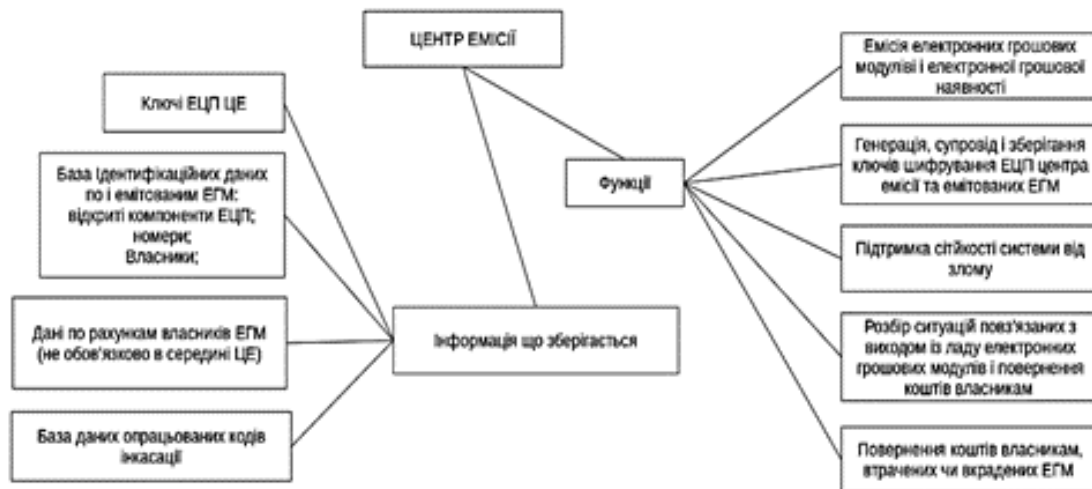 ЦЕНТР ЕМІСІЇ
Ключі ЕЦП ЦЕ
База Ідентифікаційних даних
по і емітованим ЕГМ:
відкриті компоненти ЕЦП;
номери;
Власники;
Дані по рахункам власників ЕГМ
(не обов'язково в середині ЦЕ)
База даних опрацьованих кодів
інкасації
Інформація що зберігається
Функції
Емісія електронних грошових
модуліві і електронної грошової
наявності
Генерація, супровід і зберігання
ключів шифрування ЕЦП центра
емісії та емітованих ЕГМ
Підтримка сітйкості системи від
злому
Розбір ситуацій повз'язаних з
виходом із ладу електронних
грошових модулів і повернення
коштів власникам
Повернення коштів власникам,
втрачених чи вкрадених ЕГМ